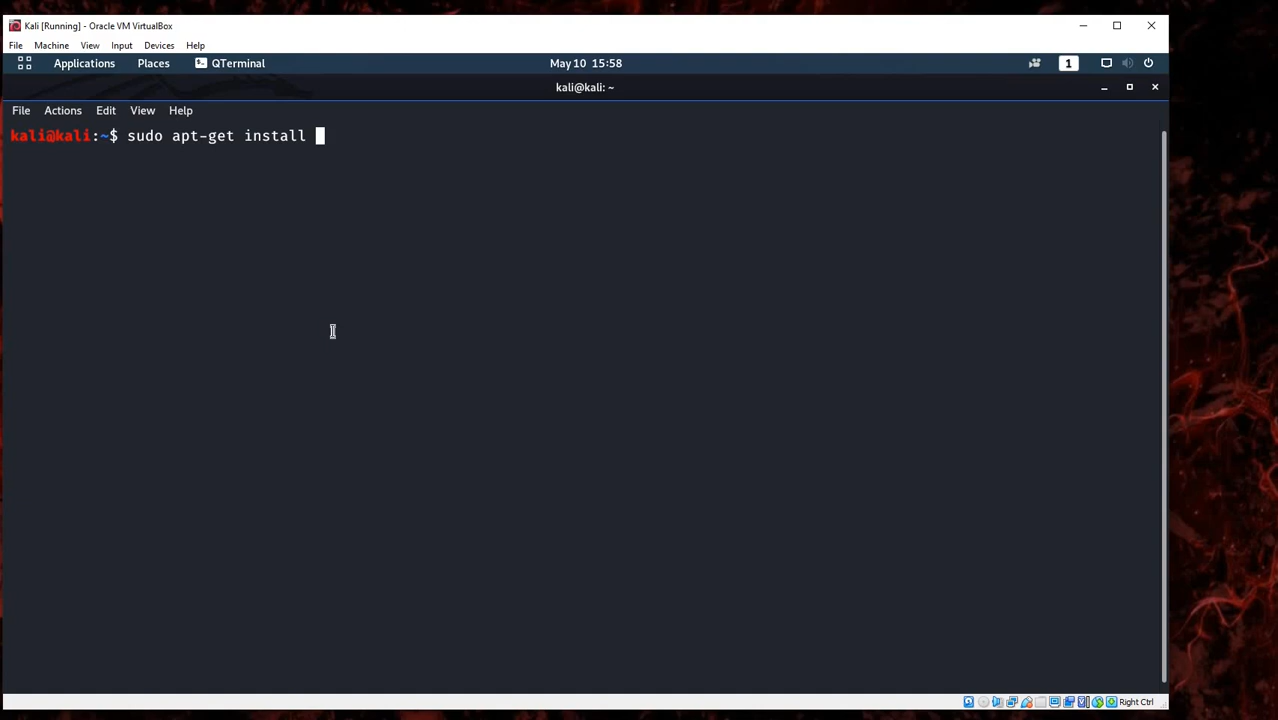 Kali [Running] - Oracle VM VirtualBox
File Machine View Input Devices Help
Applications Places QTerminal May 10 15:58 1
kali@kali: ~
File Actions Edit View Help
kali@kali:~$ sudo apt-get install
Right Ctrl